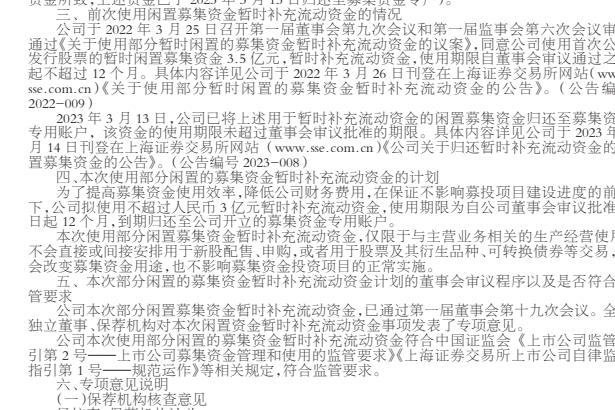 三、前次使用闲置募集资金暂时补充流动资金的情况
公司于 2022 年 3 月 25 日召开第一届董事会第九次会议和第一届监事会第六次会议审
通过《关于使用部分暂时闲置的募集资金暂时补充流动资金的议案》,同意公司使用首次公
发行股票的暂时闲置募集资金 3.5 亿元,暂时补充流动资金,使用期限自董事会审议通过之
起不超过 12 个月。具体内容详见公司于 2022 年 3 月 26 日刊登在上海证券交易所网站(ww
sse.com.cn)《关于使用部分暂时闲置的募集资金暂时补充流动资金的公告》。(公告编
2022-009)
2023 年 3 月 13 日,公司已将上述用于暂时补充流动资金的闲置募集资金归还至募集资
专用账户, 该资金的使用期限未超过董事会审议批准的期限。具体内容详见公司于 2023 年
月 14 日刊登在上海证券交易所网站 (www.sse.com.cn)《公司关于归还暂时补充流动资金的
置募集资金的公告》。(公告编号 2023-008)
四、本次使用部分闲置的募集资金暂时补充流动资金的计划
为了提高募集资金使用效率,降低公司财务费用,在保证不影响募投项目建设进度的前
下,公司拟使用不超过人民币 3 亿元暂时补充流动资金,使用期限为自公司董事会审议批准
日起 12 个月,到期归还至公司开立的募集资金专用账户。
本次使用部分闲置的募集资金暂时补充流动资金,仅限于与主营业务相关的生产经营使用
不会直接或间接安排用于新股配售、申购,或者用于股票及其衍生品种、可转换债券等交易,
会改变募集资金用途,也不影响募集资金投资项目的正常实施。
五、本次部分闲置的募集资金暂时补充流动资金计划的董事会审议程序以及是否符合
管要求
公司本次部分闲置募集资金暂时补充流动资金,已通过第一届董事会第十九次会议。全
独立董事、保荐机构对本次闲置资金暂时补充流动资金事项发表了专项意见。
公司本次使用部分闲置的募集资金暂时补充流动资金符合中国证监会《上市公司监管
引第 2 号——上市公司募集资金管理和使用的监管要求》《上海证券交易所上市公司自律监
指引第 1 号——规范运作》等相关规定,符合监管要求。
六、专项意见说明
(一)保荐机构核查意见